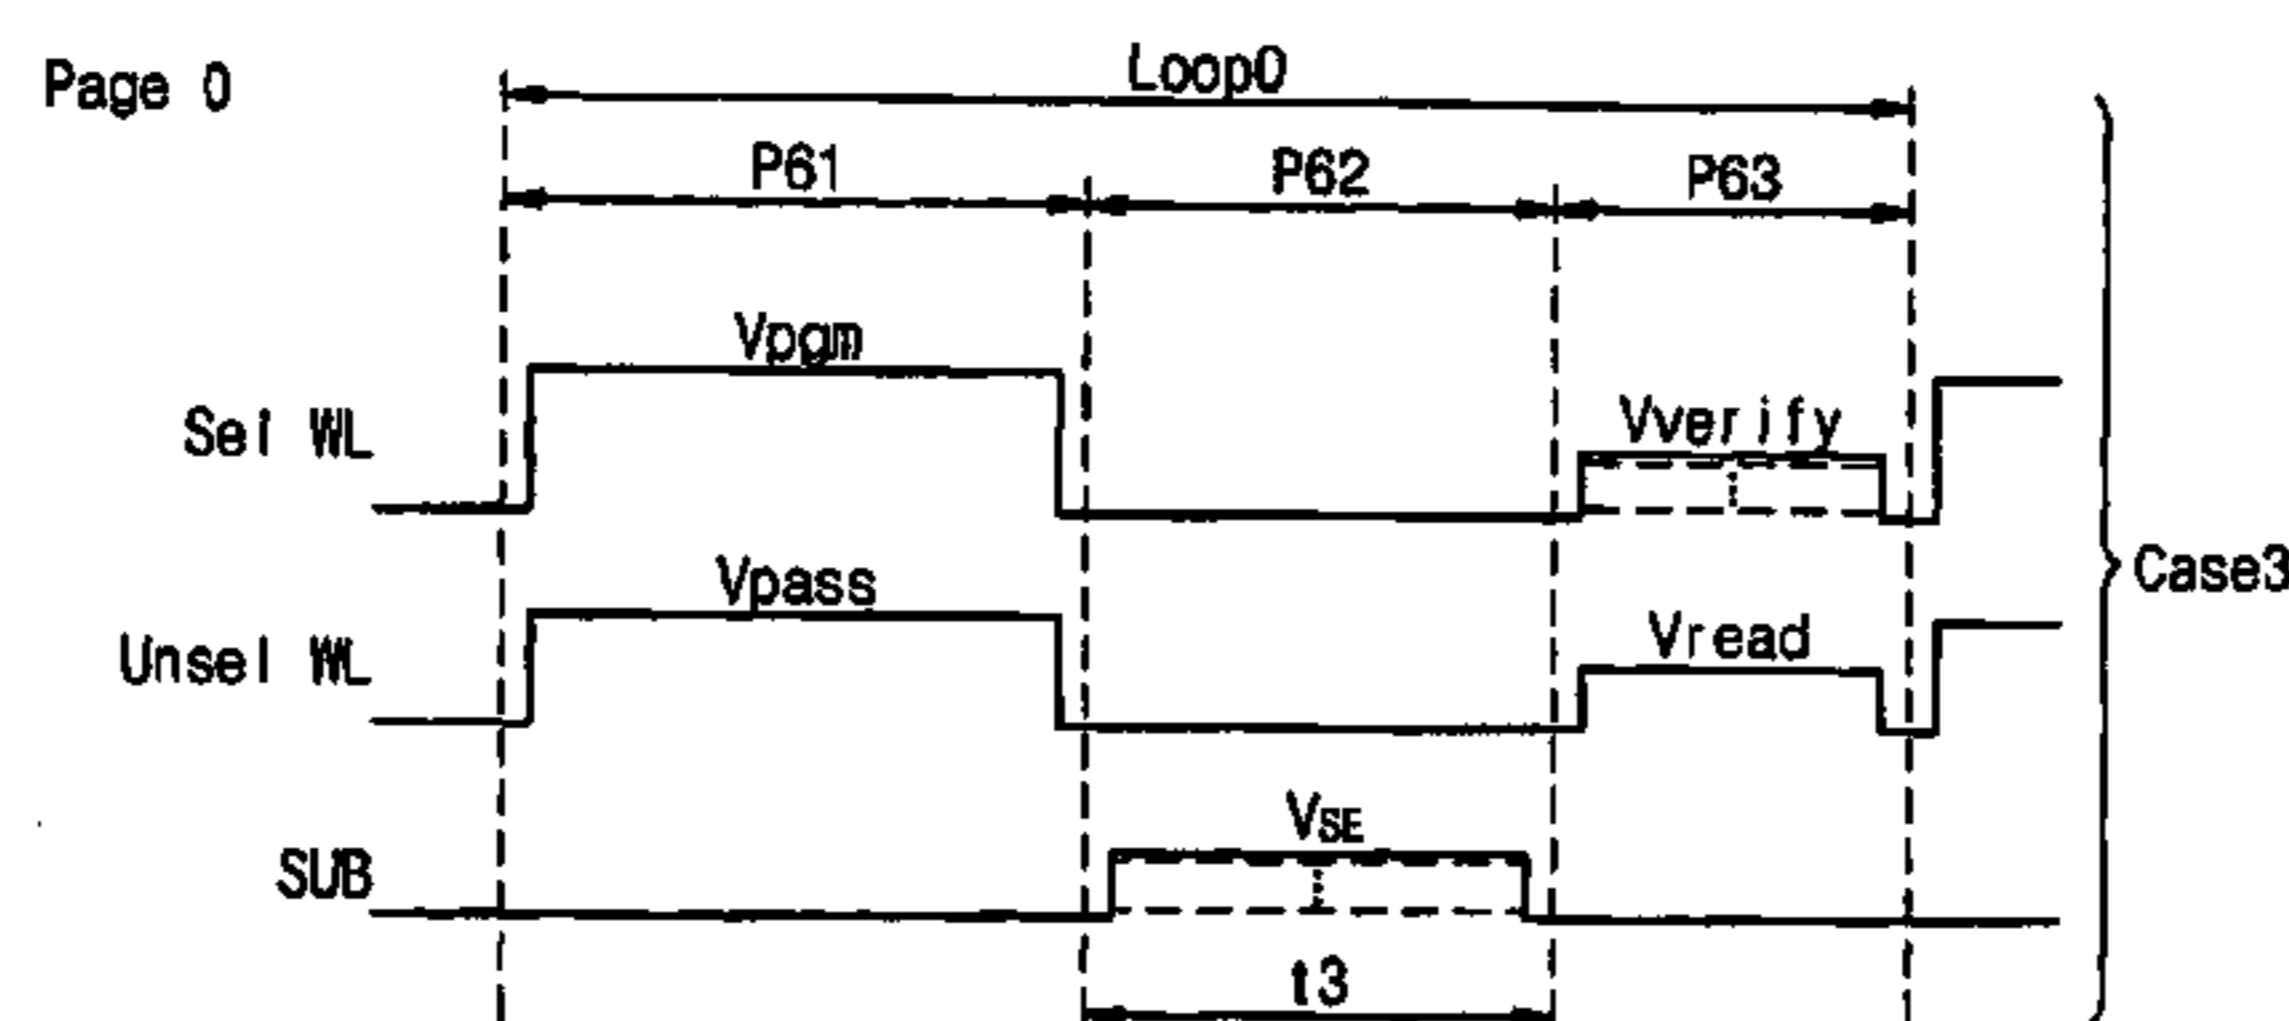 Page 0
Loop0
P61 P62 P63
Vpgm
Sel WL
Vverify
Vpass
Unsel WL
Vread
Case3
VSE
SUB
t3